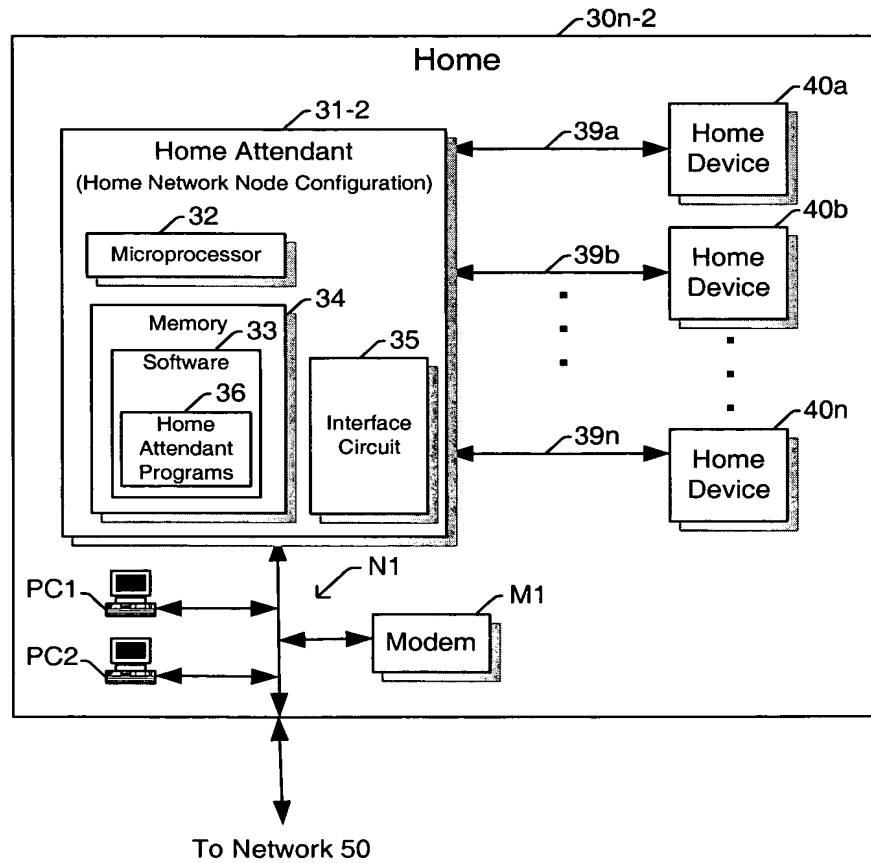 30n-2
Home
31-2
Home Attendant
(Home Network Node Configuration)
32
Microprocessor
34
Memory
33
Software
36
Home
Attendant
Programs
35
Interface
Circuit
39a
40a
Home
Device
39b
40b
Home
Device
39n
40n
Home
Device
N1
PC1
M1
Modem
PC2
To Network 50